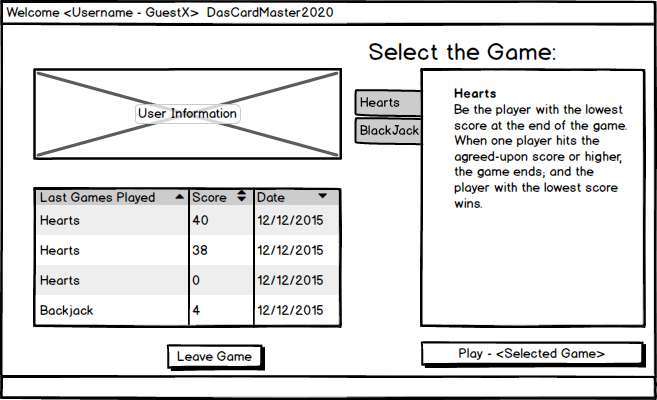 Welcome <Username - GuestX> DasCardMaster2020
Select the Game:
User Information
Hearts
BlackJack
Hearts
Be the player with the lowest
score at the end of the game.
When one player hits the
agreed-upon score or higher,
the game ends; and the
player with the lowest score
wins.
Last Games Played Score Date
Hearts 40 12/12/2015
Hearts 38 12/12/2015
Hearts 0 12/12/2015
Backjack 4 12/12/2015
Leave Game
Play - <Selected Game>